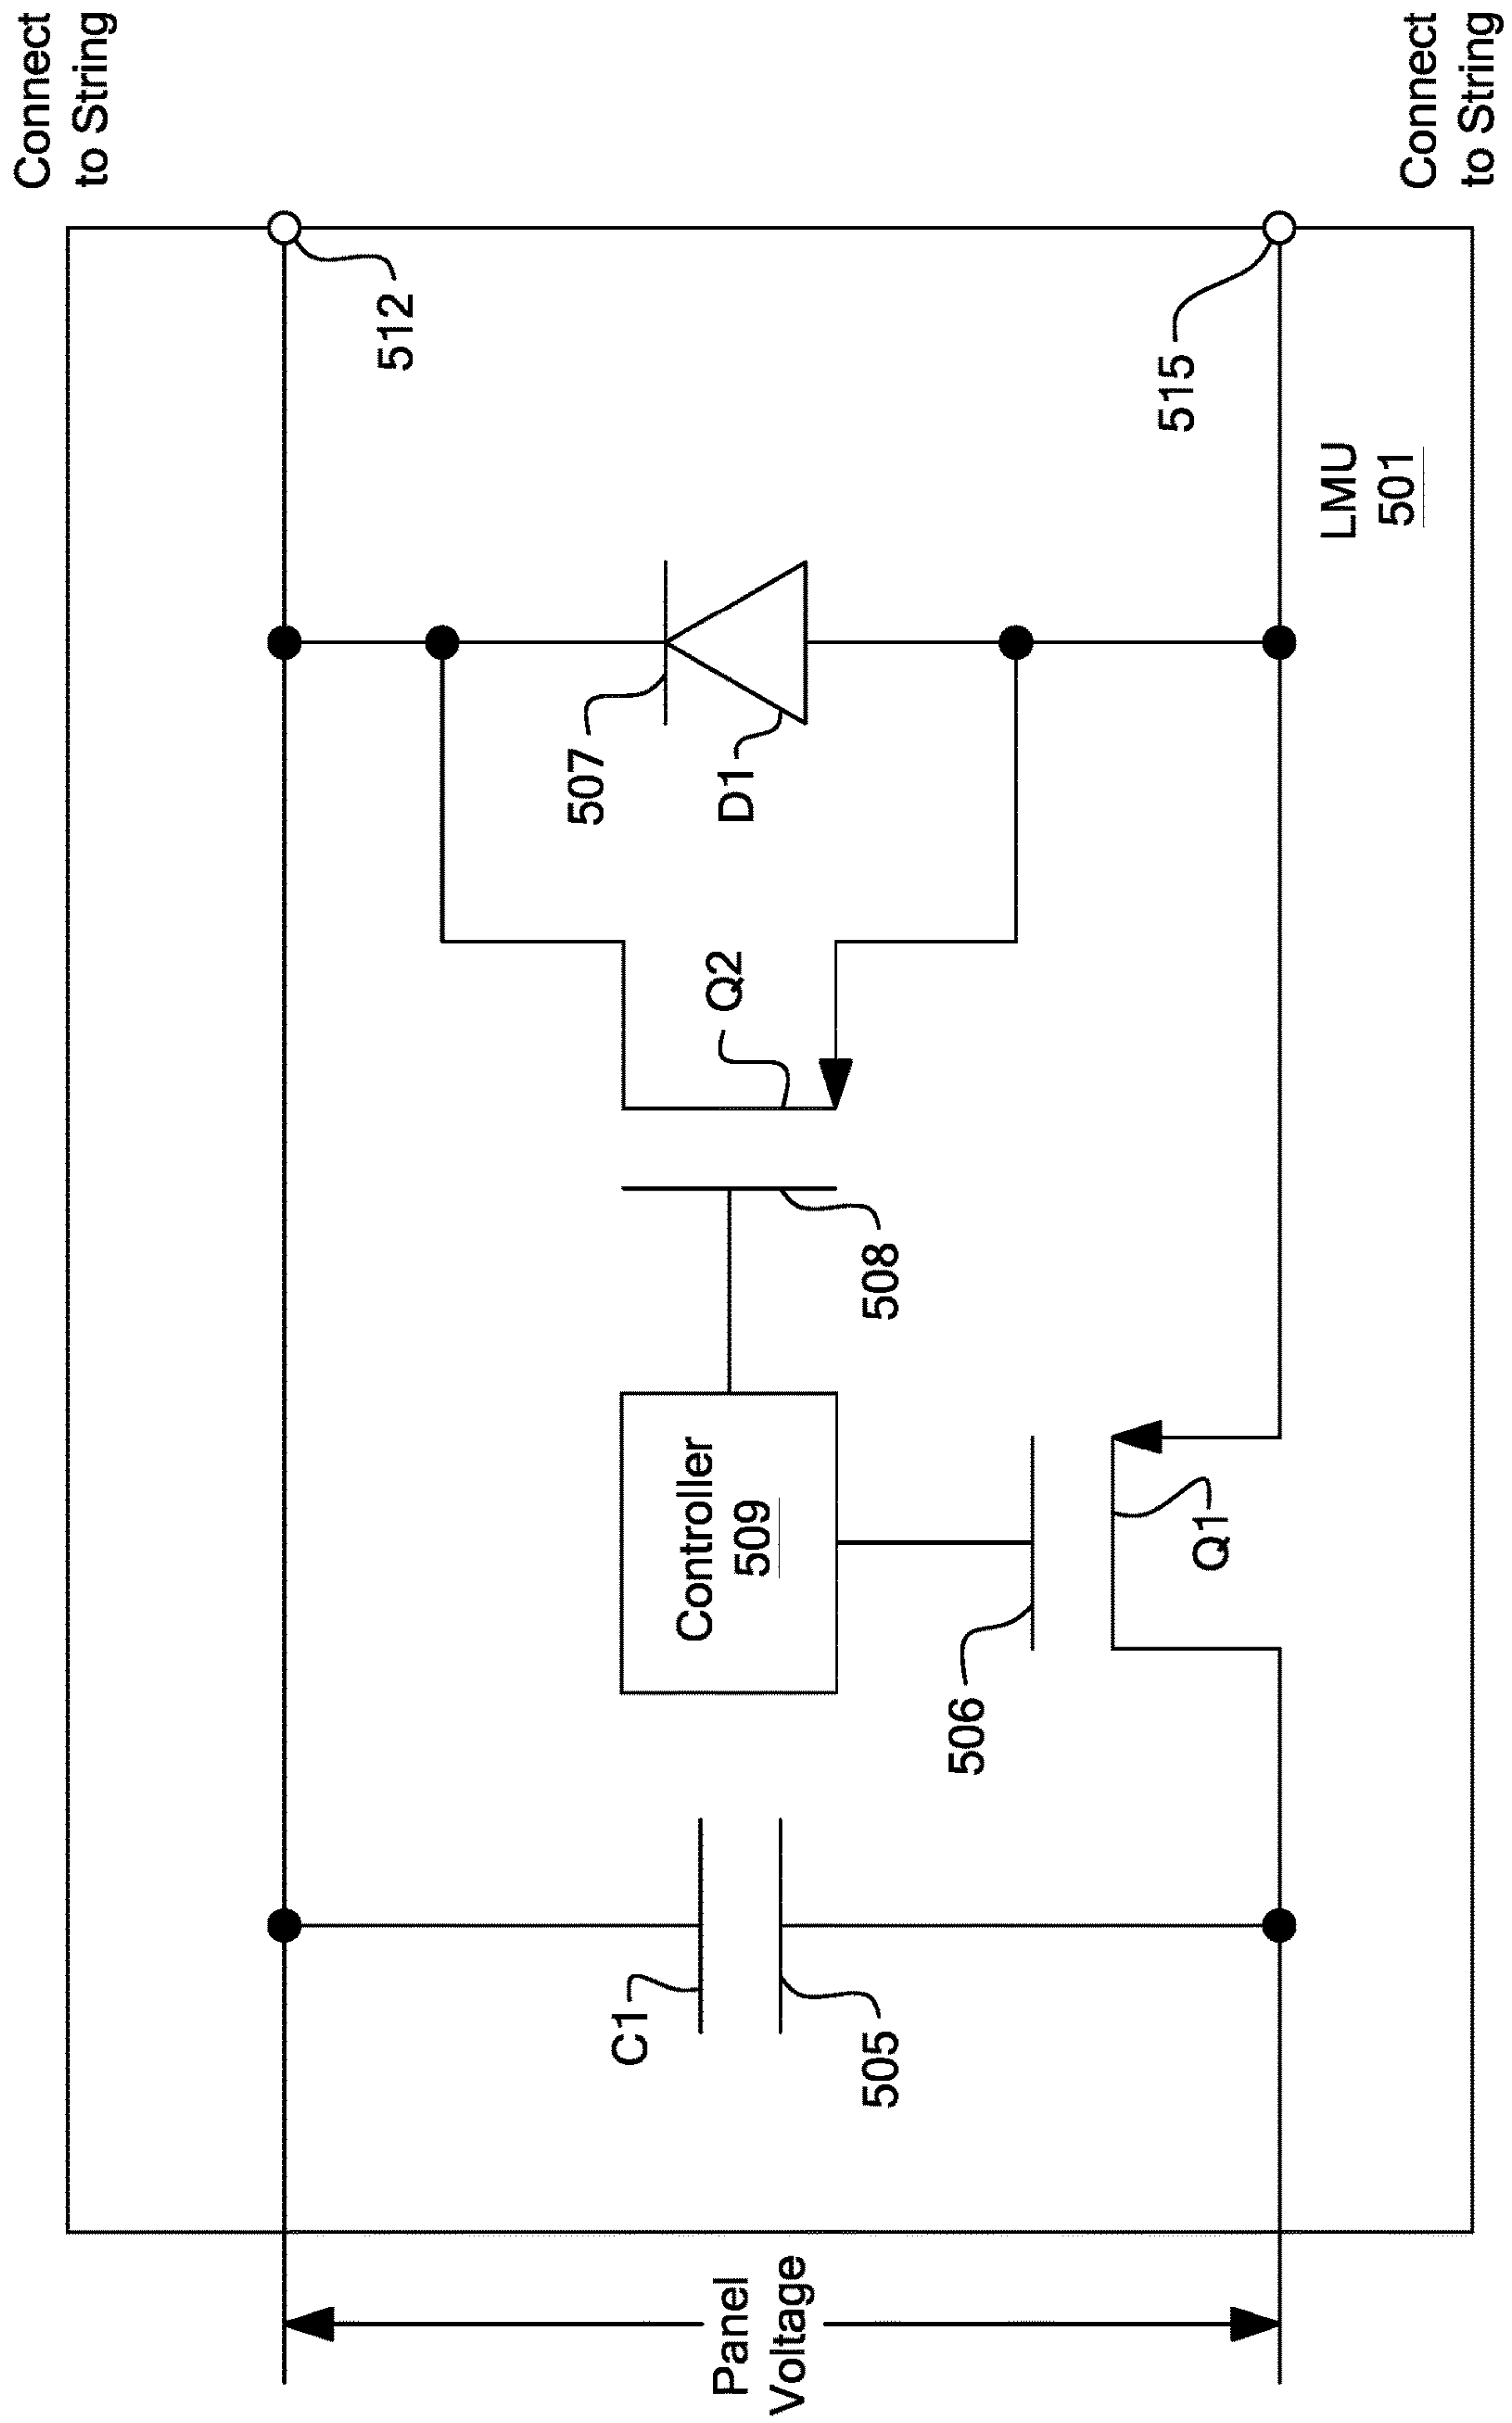 Connect
to String
Connect
to String
512
515
LMU
501
507
D1
Q2
508
Controller
509
506
Q1
C1
505
Panel
Voltage